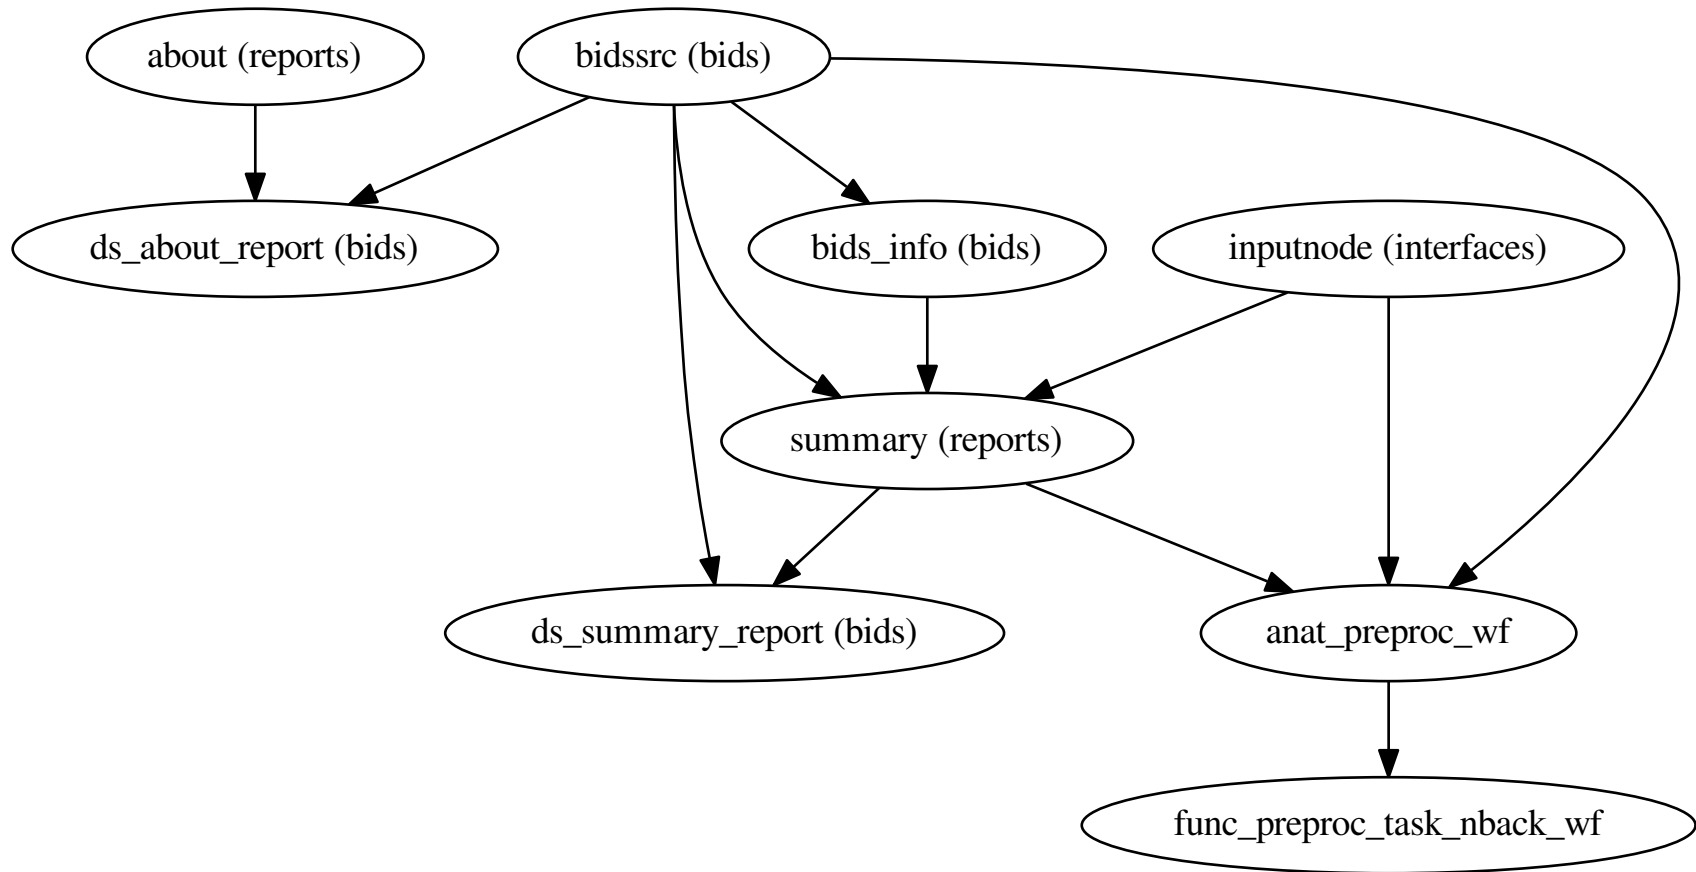 about (reports)
bidssrc (bids)
ds_about_report (bids)
bids_info (bids)
inputnode (interfaces)
summary (reports)
ds_summary_report (bids)
anat_preproc_wf
func_preproc_task_nback_wf